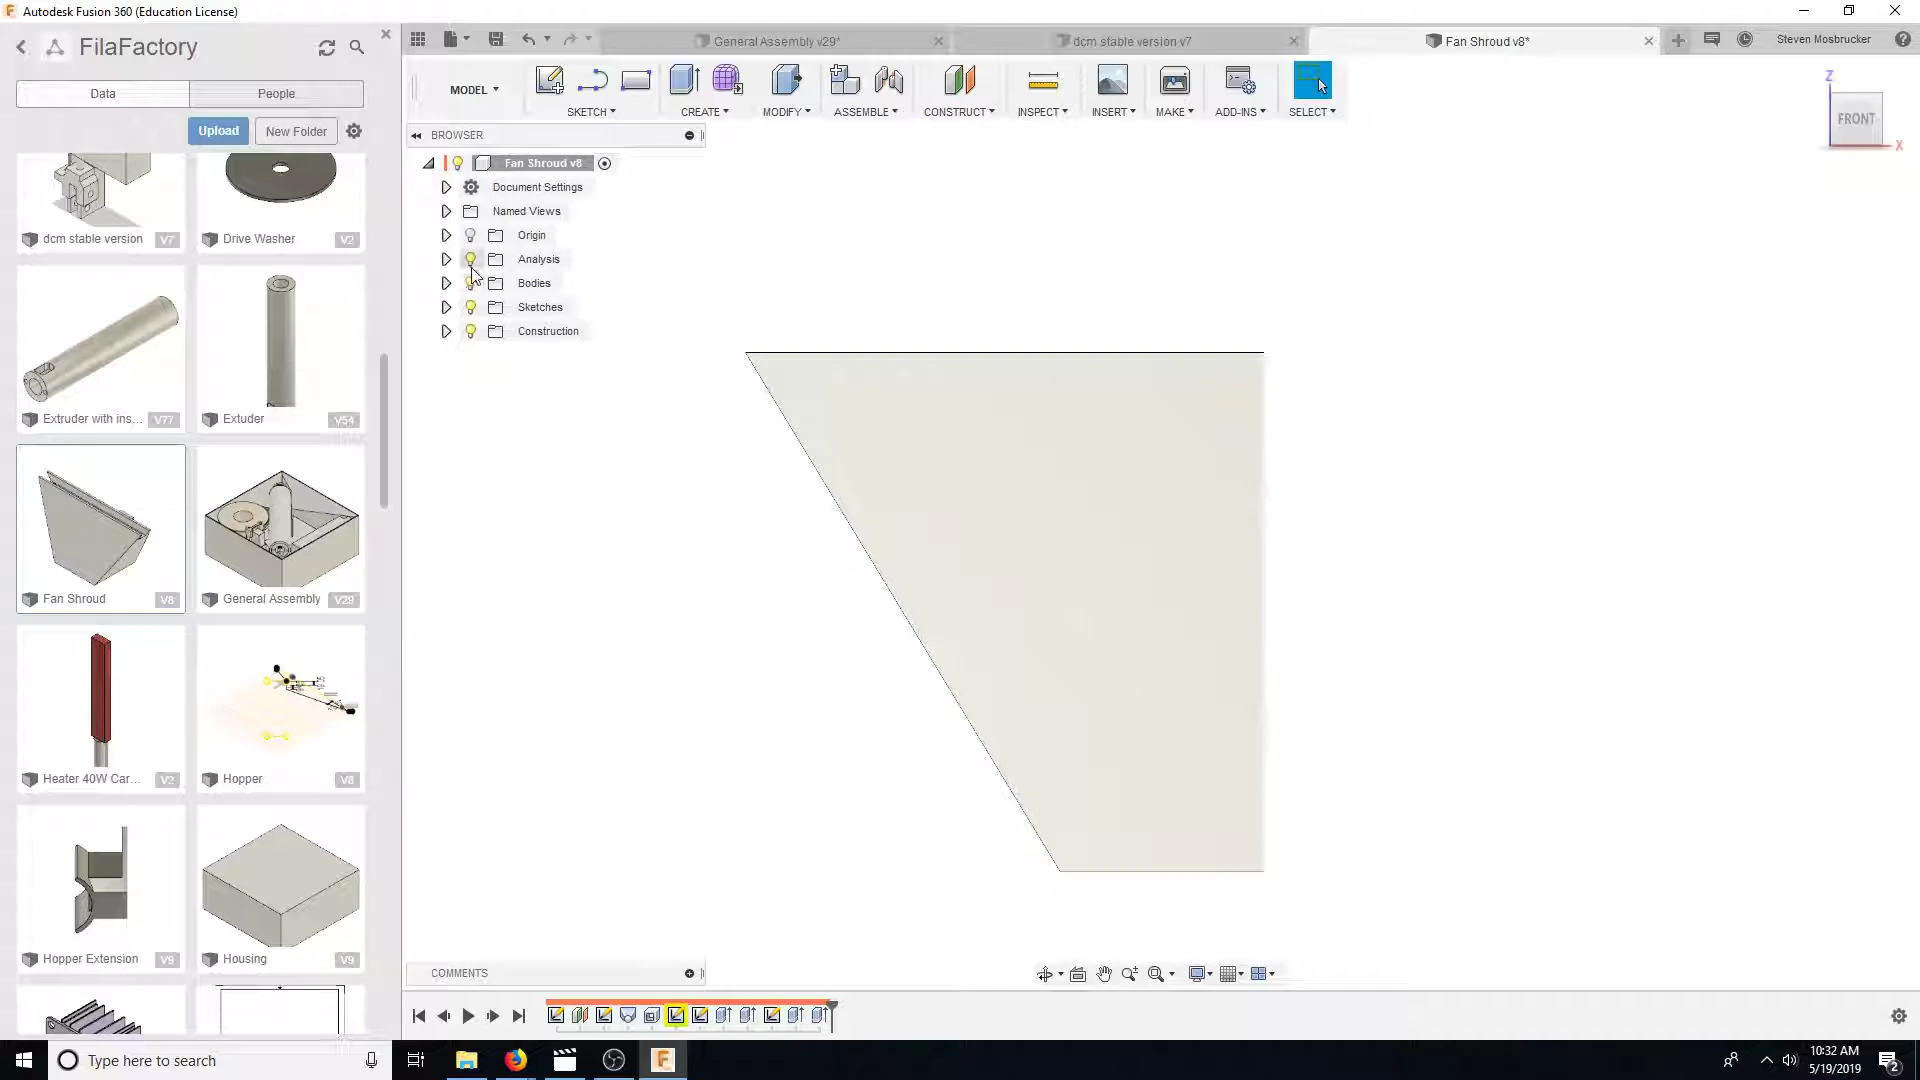 Autodesk Fusion 360 (Education License)
FilaFactory
Data
People
Upload
New Folder
dcm stable version
V7
Drive Washer
V2
Extruder with ins...
V77
Extuder
V54
Fan Shroud
V8
General Assembly
V29
Heater 40W Car...
V2
Hopper
V8
Hopper Extension
V9
Housing
V9
General Assembly v29*
dcm stable version v7
Fan Shroud v8*
Steven Mosbrucker
MODEL
SKETCH
CREATE
MODIFY
ASSEMBLE
CONSTRUCT
INSPECT
INSERT
MAKE
ADD-INS
SELECT
BROWSER
Fan Shroud v8
Document Settings
Named Views
Origin
Analysis
Bodies
Sketches
Construction
Z
FRONT
X
COMMENTS
Type here to search
10:32 AM
5/19/2019
2